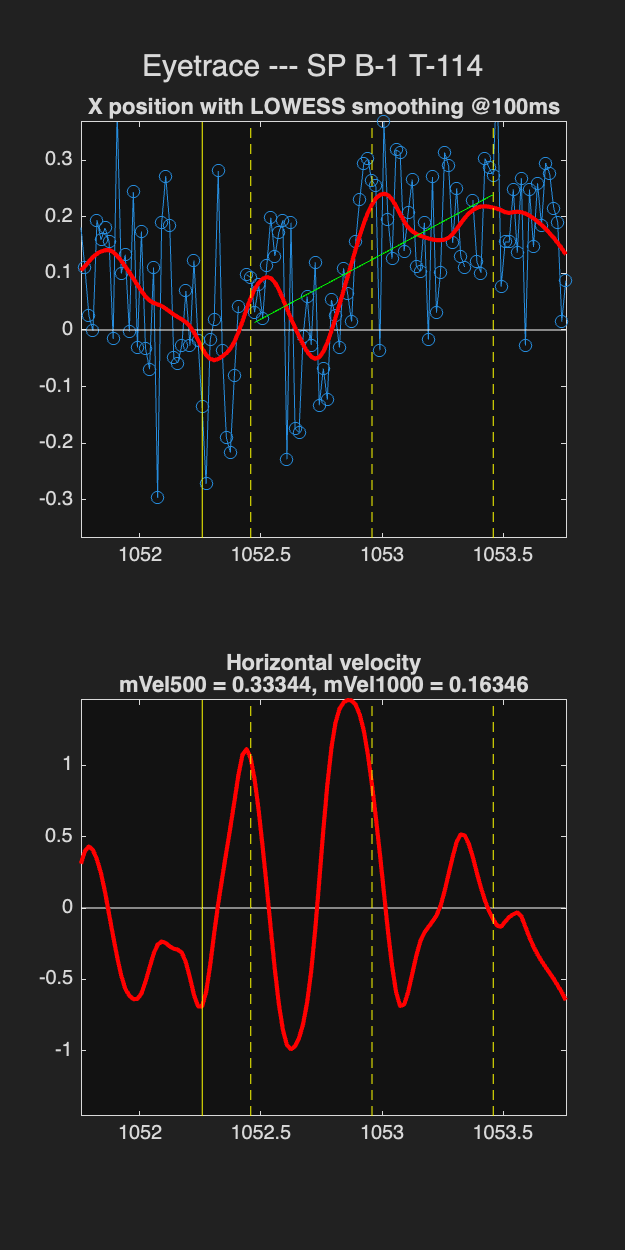 Eyetrace --- SP B-1 T-114
X position with LOWESS smoothing @100ms
0.3
0.2
0.1
0
-0.1
-0.2
-0.3
1052 1052.5 1053 1053.5
Horizontal velocity
mVel500 = 0.33344, mVel1000 = 0.16346
1
0.5
0
-0.5
-1
1052 1052.5 1053 1053.5